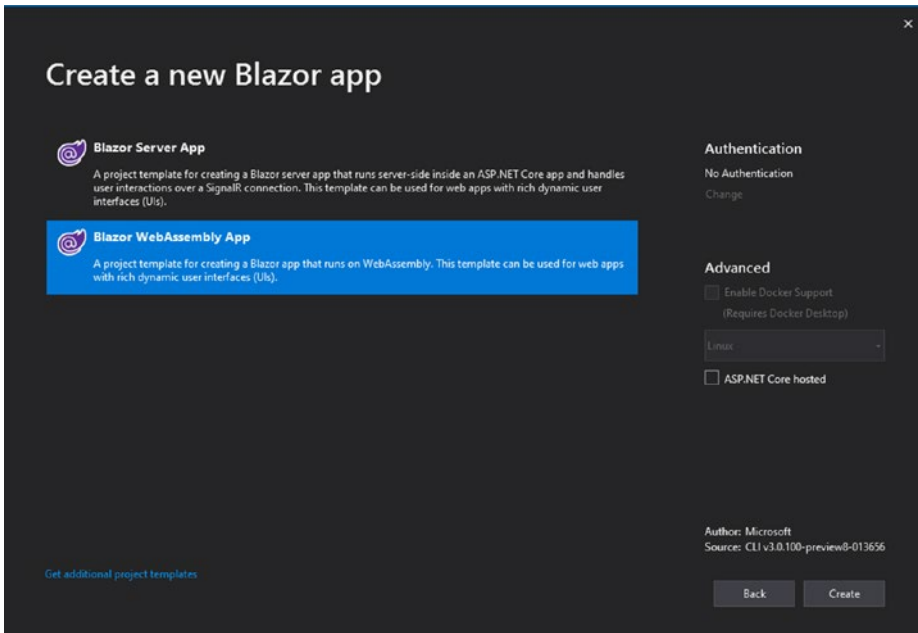 Create a new Blazor app
Blazor Server App
A project template for creating a Blazor server app that runs server-side inside an ASP.NET Core app and handles
user interactions over a SignalR connection. This template can be used for web apps with rich dynamic user
interfaces (UIs).
Blazor WebAssembly App
A project template for creating a Blazor app that runs on WebAssembly. This template can be used for web apps
with rich dynamic user interfaces (UIs).
Get additional project templates
Authentication
No Authentication
Change
Advanced
Enable Docker Support
(Requires Docker Desktop)
Linux
ASP.NET Core hosted
Author: Microsoft
Source: CLI v3.0.100-preview8-013656
Back
Create